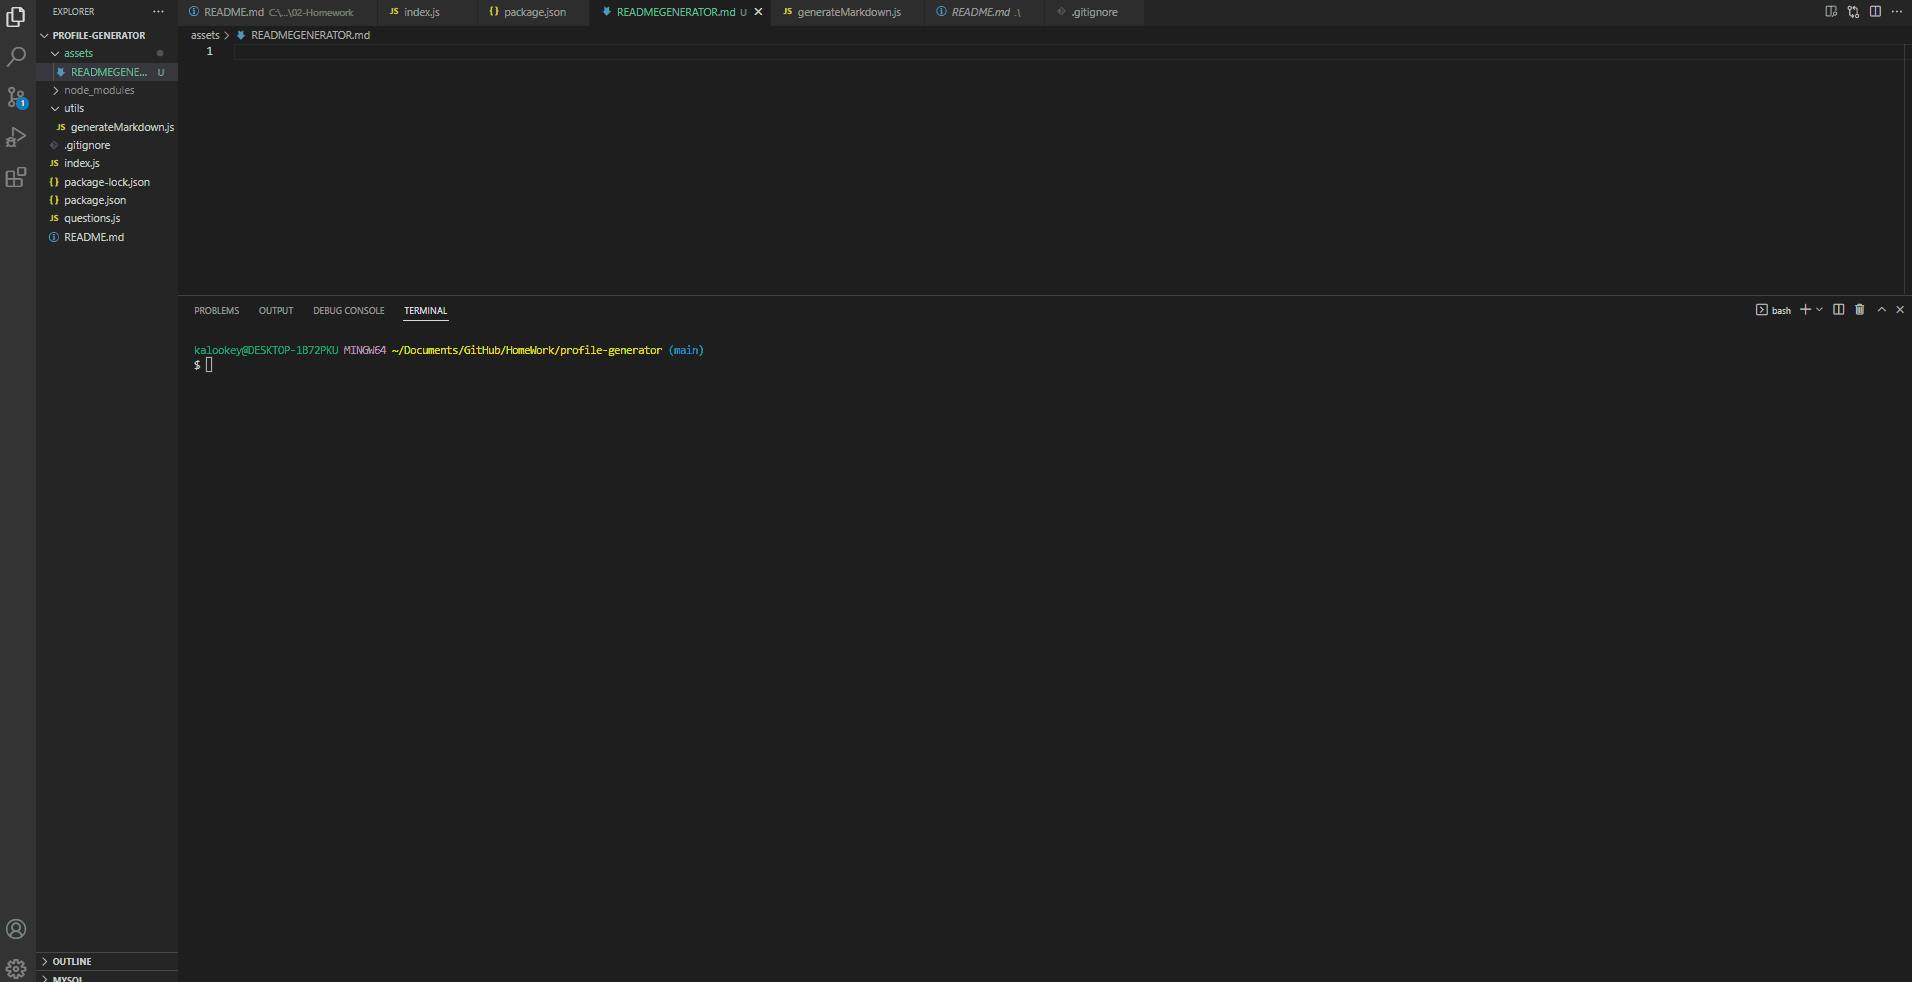 EXPLORER
PROFILE-GENERATOR
assets
READMEGENE... U
node_modules
utils
JS generateMarkdown.js
.gitignore
JS index.js
{} package-lock.json
{} package.json
JS questions.js
README.md
OUTLINE
MYSQL
1
README.md C:\...\02-Homework
JS index.js
{} package.json
READMEGENERATOR.md U
JS generateMarkdown.js
README.md .\
.gitignore
assets > READMEGENERATOR.md
1
PROBLEMS OUTPUT DEBUG CONSOLE TERMINAL
bash
kalookey@DESKTOP-1B72PKU MINGW64 ~/Documents/GitHub/HomeWork/profile-generator (main)
$